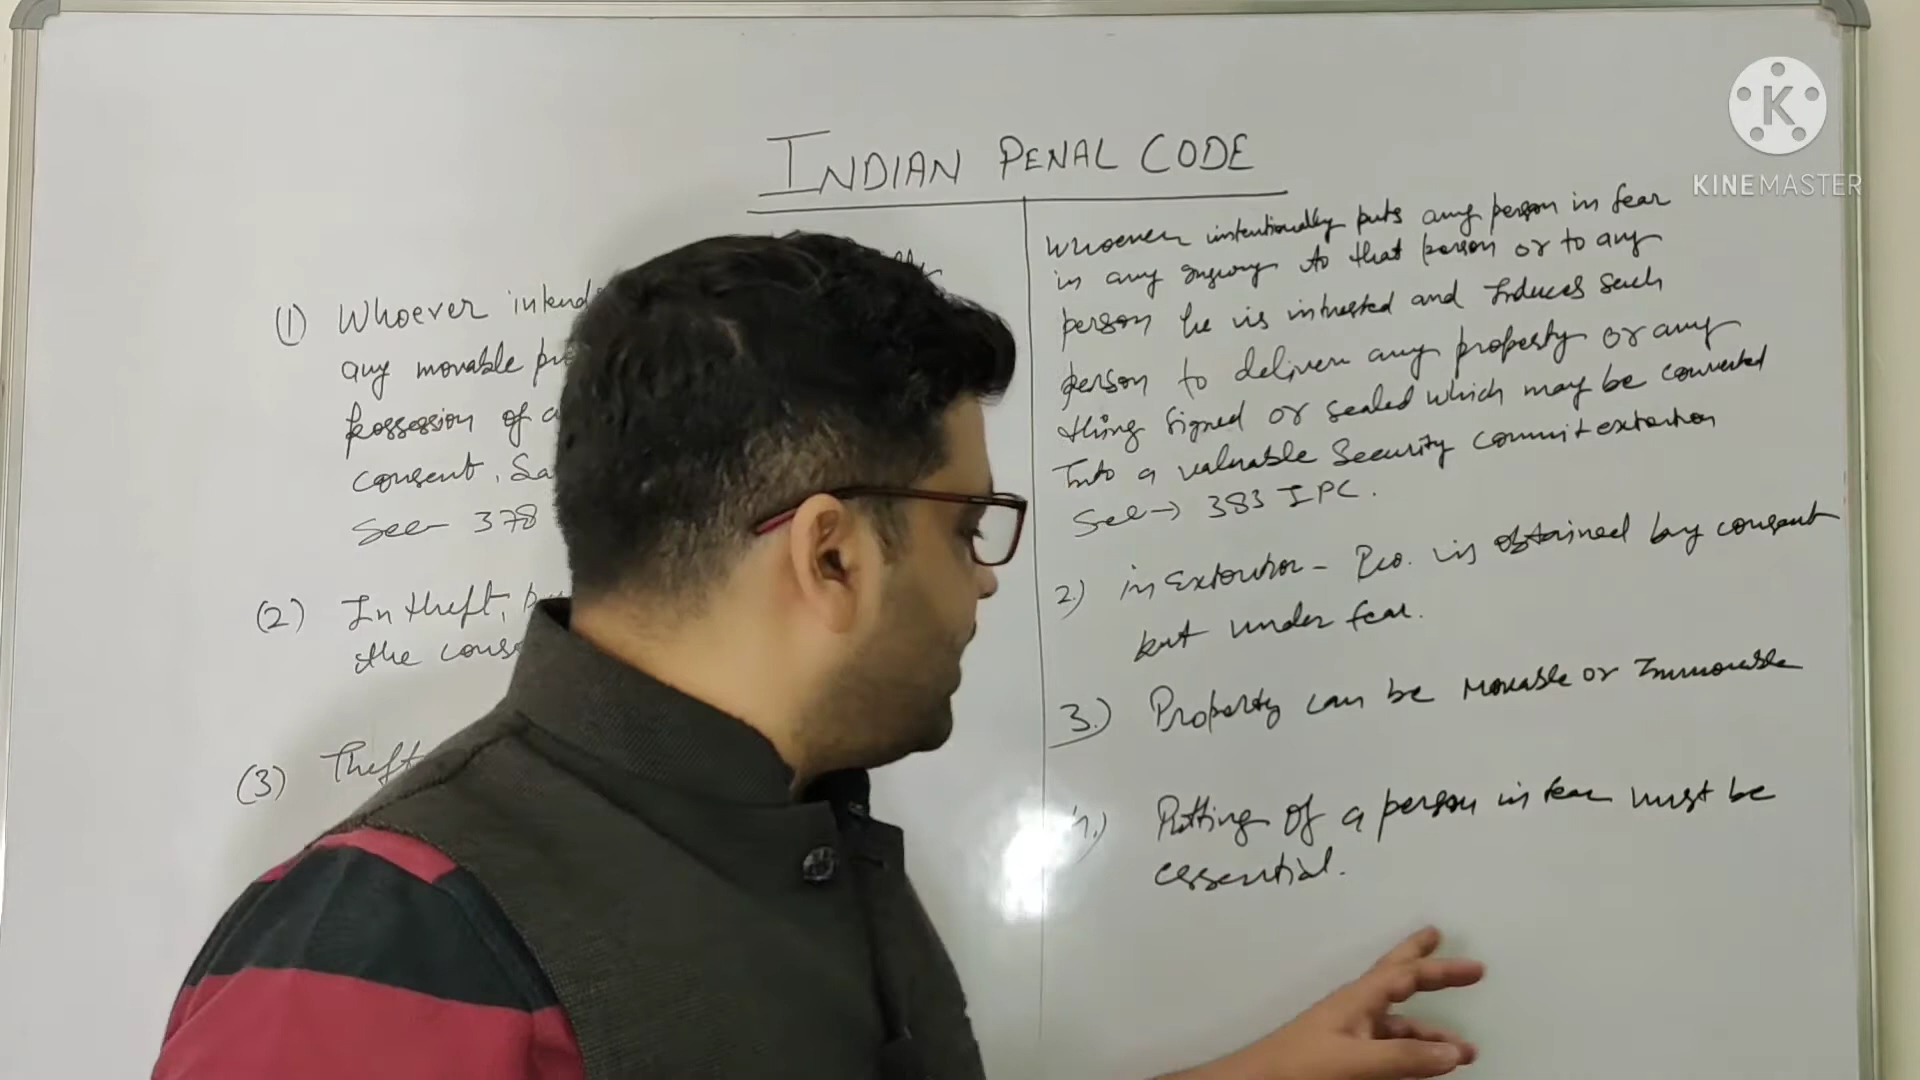 INDIAN PENAL CODE
(1) Whoever intend
any movable pro
possession of a
consent, Sa
Sec- 378
(2) In theft, p
the conse
(3) Theft
Whoever intentionally puts any person in fear
in any injury to that person or to any
person he is intrested and Induces such
person to deliver any property or any
thing signed or sealed which may be converted
Into a valuable Security commit extortion
Sec → 383 IPC.
2) in Extortion - Pro. is obtained by consent
but under fear.
3.) Property can be Movable or Immovable
4.) Putting of a person in fear must be
essential.
KINEMASTER